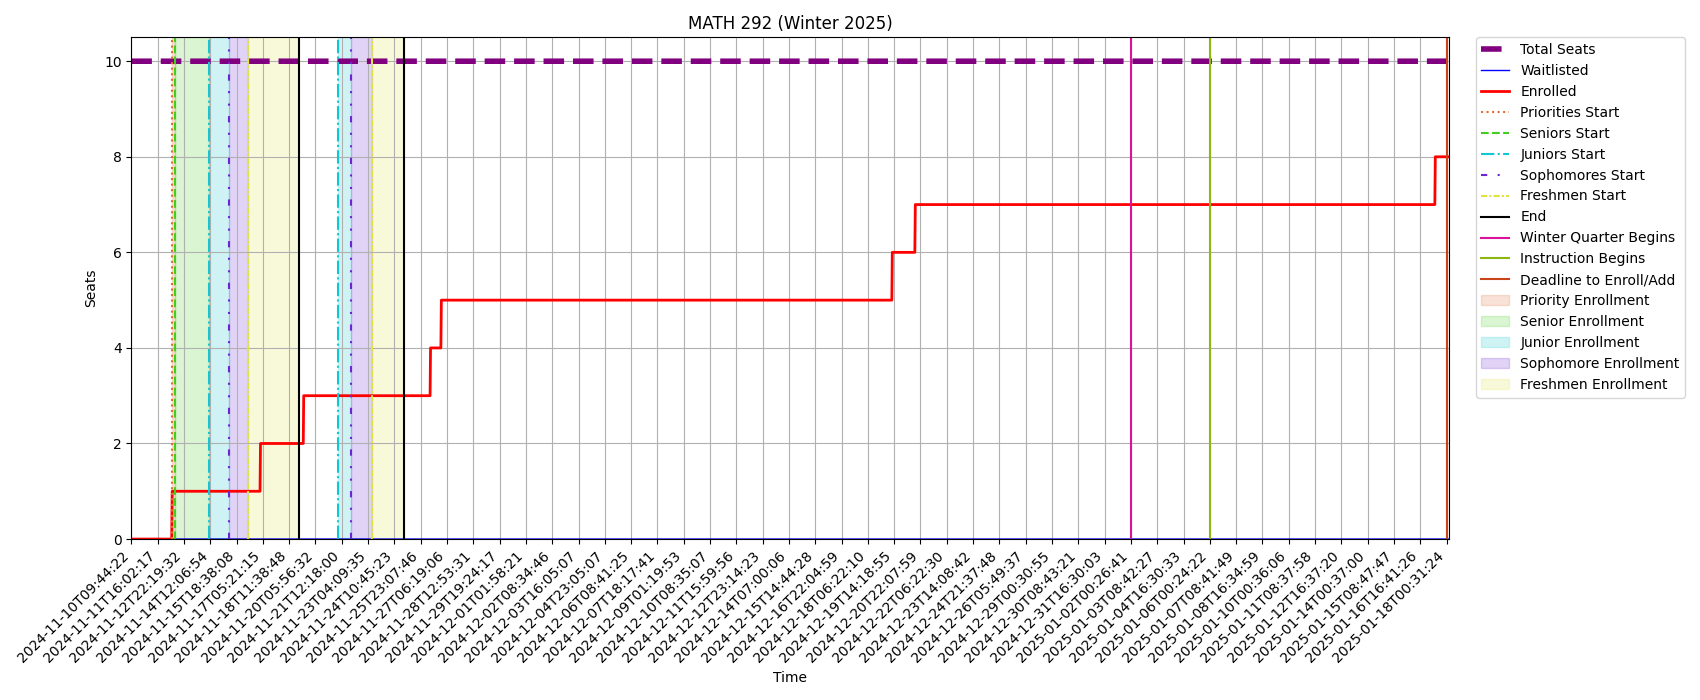 MATH 292 (Winter 2025)
Seats
10
8
6
4
2
0
2024-11-10T09:44:22
2024-11-11T16:02:17
2024-11-12T22:19:32
2024-11-14T12:06:54
2024-11-15T18:38:08
2024-11-17T05:21:15
2024-11-18T11:38:48
2024-11-20T05:56:32
2024-11-21T12:18:00
2024-11-23T04:09:35
2024-11-24T10:45:23
2024-11-25T23:07:46
2024-11-27T06:19:06
2024-11-28T12:53:31
2024-11-29T19:24:17
2024-12-01T01:58:21
2024-12-02T08:34:46
2024-12-03T16:05:07
2024-12-04T23:05:07
2024-12-06T08:41:25
2024-12-07T18:17:41
2024-12-09T01:19:53
2024-12-10T08:35:07
2024-12-11T15:59:56
2024-12-12T23:14:23
2024-12-14T07:00:06
2024-12-15T14:44:28
2024-12-16T22:04:59
2024-12-18T06:22:10
2024-12-19T14:18:55
2024-12-20T22:07:59
2024-12-22T06:22:30
2024-12-23T14:08:42
2024-12-24T21:37:48
2024-12-26T05:49:37
2024-12-29T00:30:55
2024-12-30T08:43:21
2024-12-31T16:30:03
2025-01-02T00:26:41
2025-01-03T08:42:27
2025-01-04T16:30:33
2025-01-06T00:24:22
2025-01-07T08:41:49
2025-01-08T16:34:59
2025-01-10T00:36:06
2025-01-11T08:37:58
2025-01-12T16:37:20
2025-01-14T00:37:00
2025-01-15T08:47:47
2025-01-16T16:41:26
2025-01-18T00:31:24
Time
Total Seats
Waitlisted
Enrolled
Priorities Start
Seniors Start
Juniors Start
Sophomores Start
Freshmen Start
End
Winter Quarter Begins
Instruction Begins
Deadline to Enroll/Add
Priority Enrollment
Senior Enrollment
Junior Enrollment
Sophomore Enrollment
Freshmen Enrollment